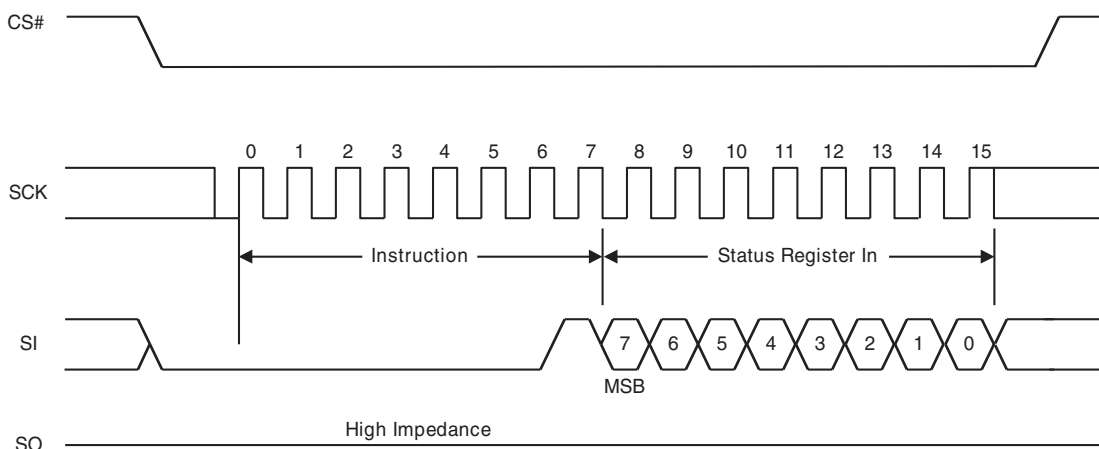 CS#
0 1 2 3 4 5 6 7 8 9 10 11 12 13 14 15
SCK
Instruction Status Register In
SI 7 6 5 4 3 2 1 0
MSB
High Impedance
SO